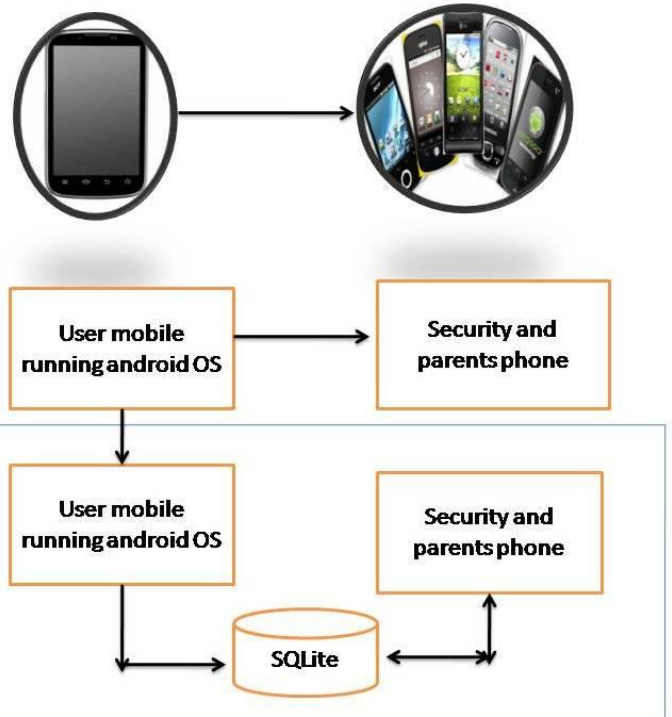 User mobile
running android OS
Security and
parents phone
User mobile
running android OS
Security and
parents phone
SQLite